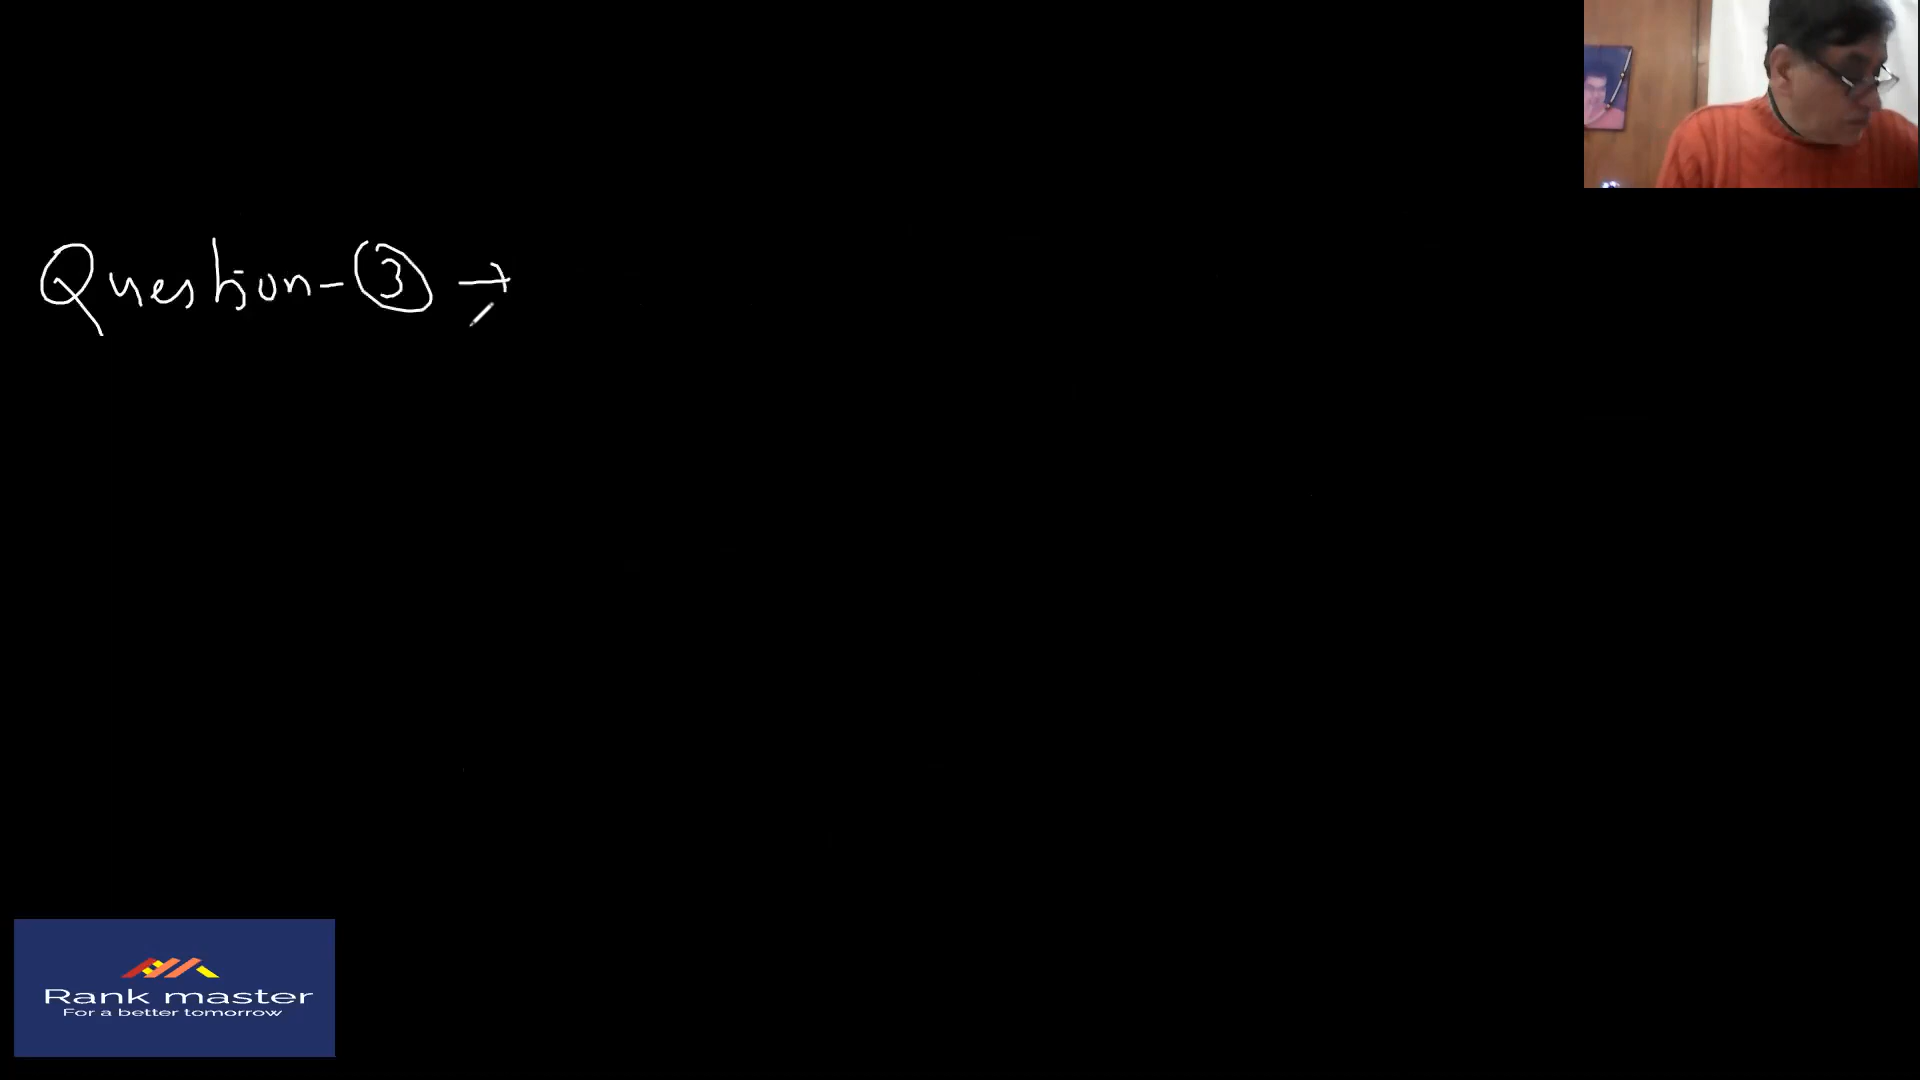 Question - 3 →
Rank master
For a better tomorrow